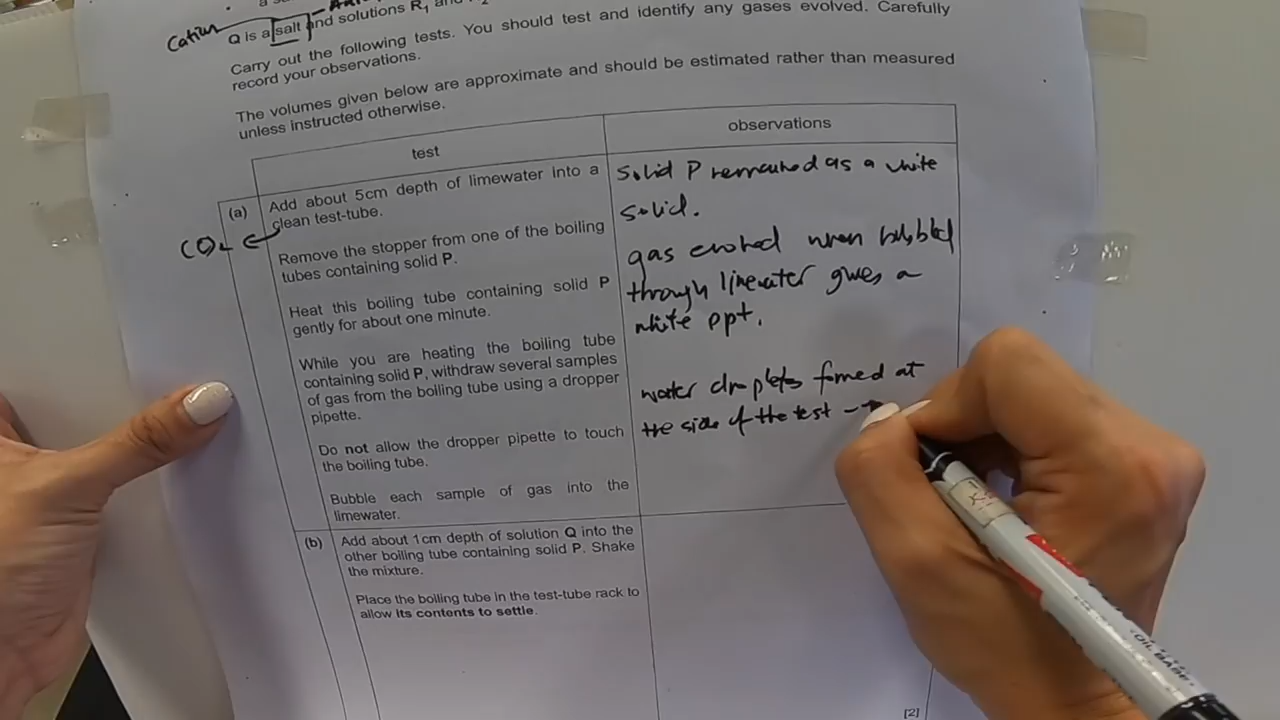 Cation
Q is a salt and solutions R1 and
Carry out the following tests. You should test and identify any gases evolved. Carefully
record your observations.
The volumes given below are approximate and should be estimated rather than measured
unless instructed otherwise.
test
observations
(a)
Add about 5cm depth of limewater into a
clean test-tube.
CO2
Remove the stopper from one of the boiling
tubes containing solid P.
Heat this boiling tube containing solid P
gently for about one minute.
While you are heating the boiling tube
containing solid P, withdraw several samples
of gas from the boiling tube using a dropper
pipette.
Do not allow the dropper pipette to touch
the boiling tube.
Bubble each sample of gas into the
limewater.
solid P remained as a white
solid.
gas evolved when bubbled
through limewater gives a
white ppt.
water droplets formed at
the side of the test -
(b)
Add about 1cm depth of solution Q into the
other boiling tube containing solid P. Shake
the mixture.
Place the boiling tube in the test-tube rack to
allow its contents to settle.
[2]
OIL BASE